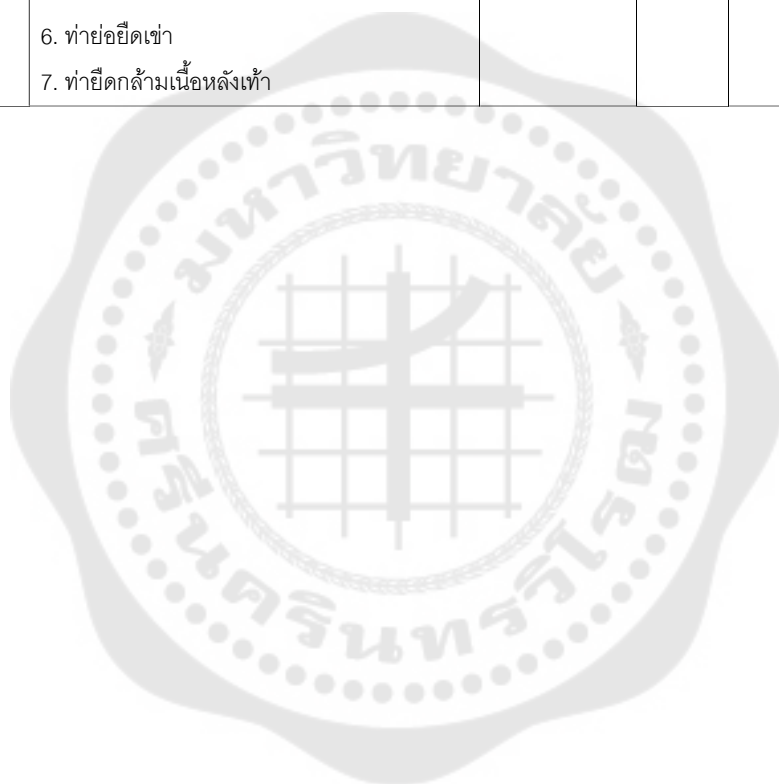 6. ท่าย่อยืดเข่า
7. ท่ายืดกล้ามเนื้อหลังเท้า
มหาวิทยาลัย
ศรีนครินทรวิโรฒ